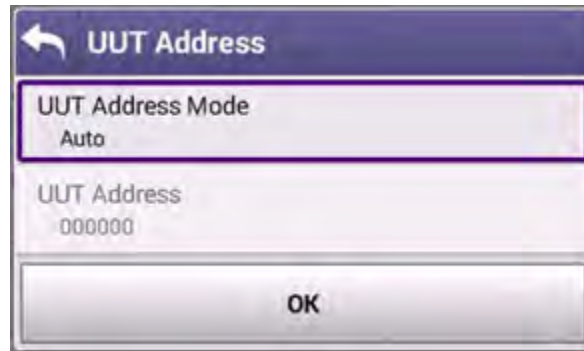 UUT Address
UUT Address Mode
Auto
UUT Address
000000
OK